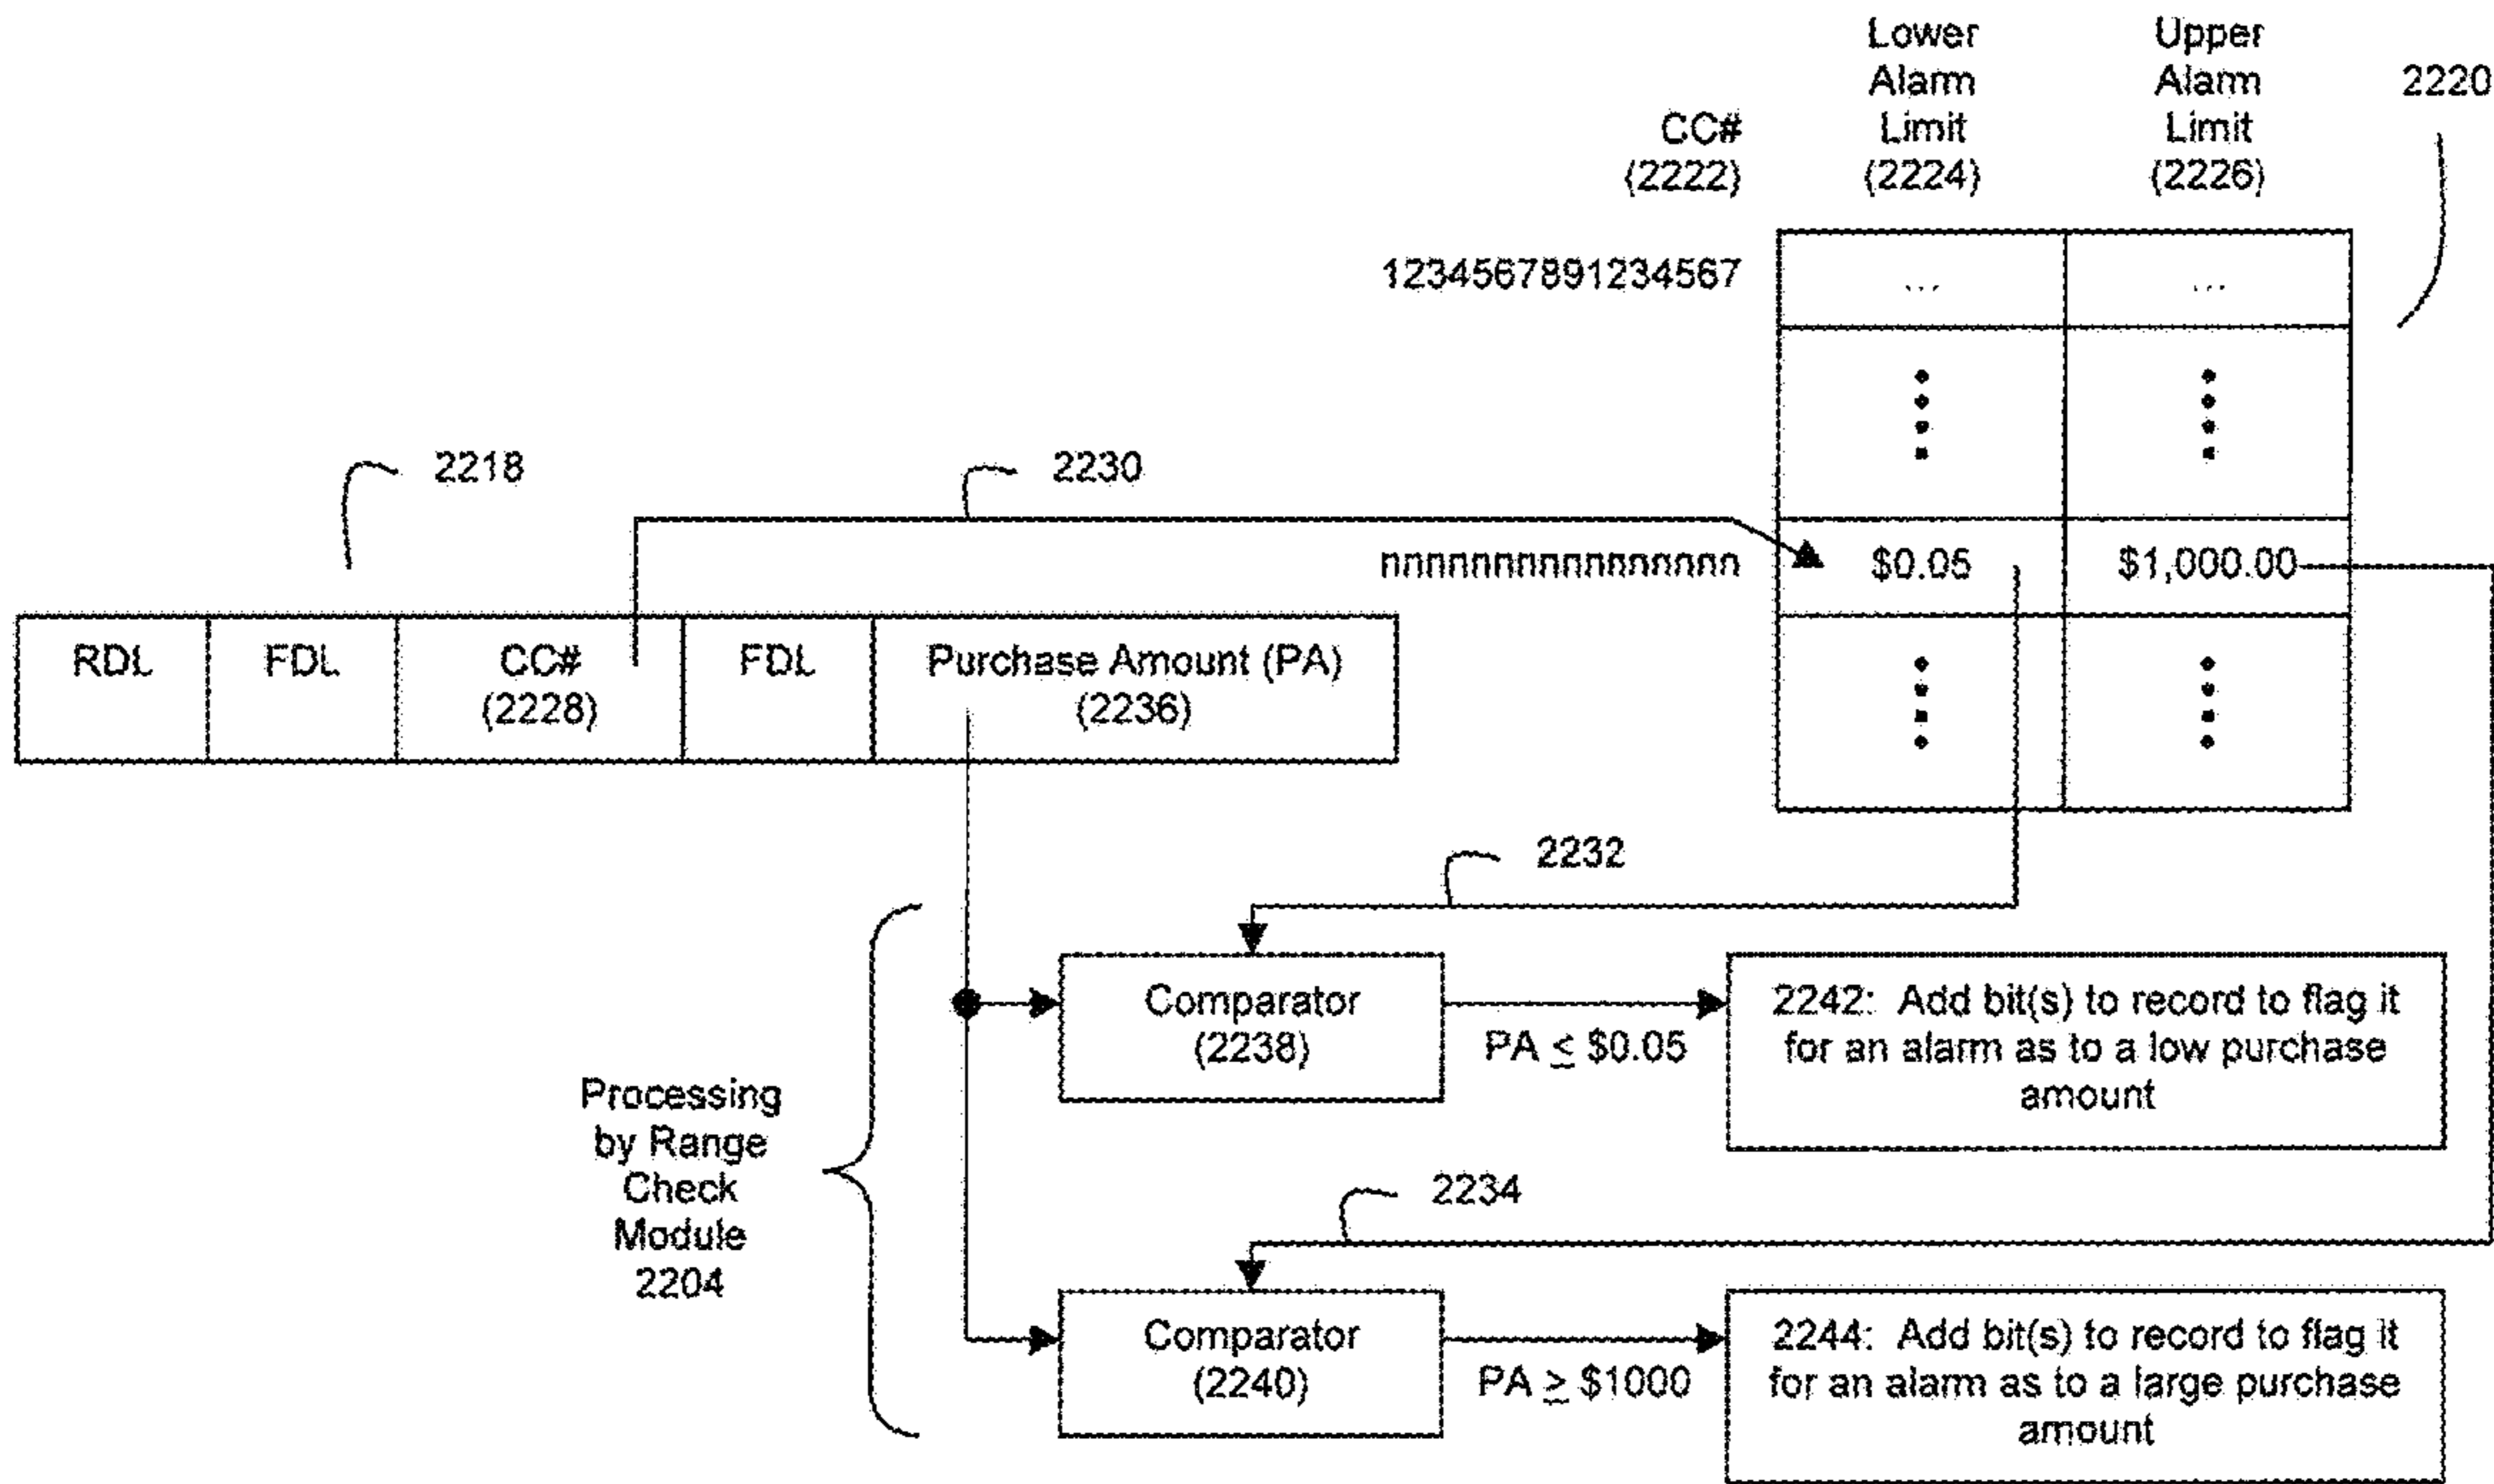 Lower
Alarm
Limit
(2224)
Upper
Alarm
Limit
(2226)
2220
CC#
(2222)
1234567891234567
... ...
2218
2230
nnnnnnnnnnnnnnnn
$0.05
$1,000.00
RDL
FDL
CC#
(2228)
FDL
Purchase Amount (PA)
(2236)
2232
Comparator
(2238)
PA ≤ $0.05
2242: Add bit(s) to record to flag it
for an alarm as to a low purchase
amount
Processing
by Range
Check
Module
2204
2234
Comparator
(2240)
PA ≥ $1000
2244: Add bit(s) to record to flag it
for an alarm as to a large purchase
amount